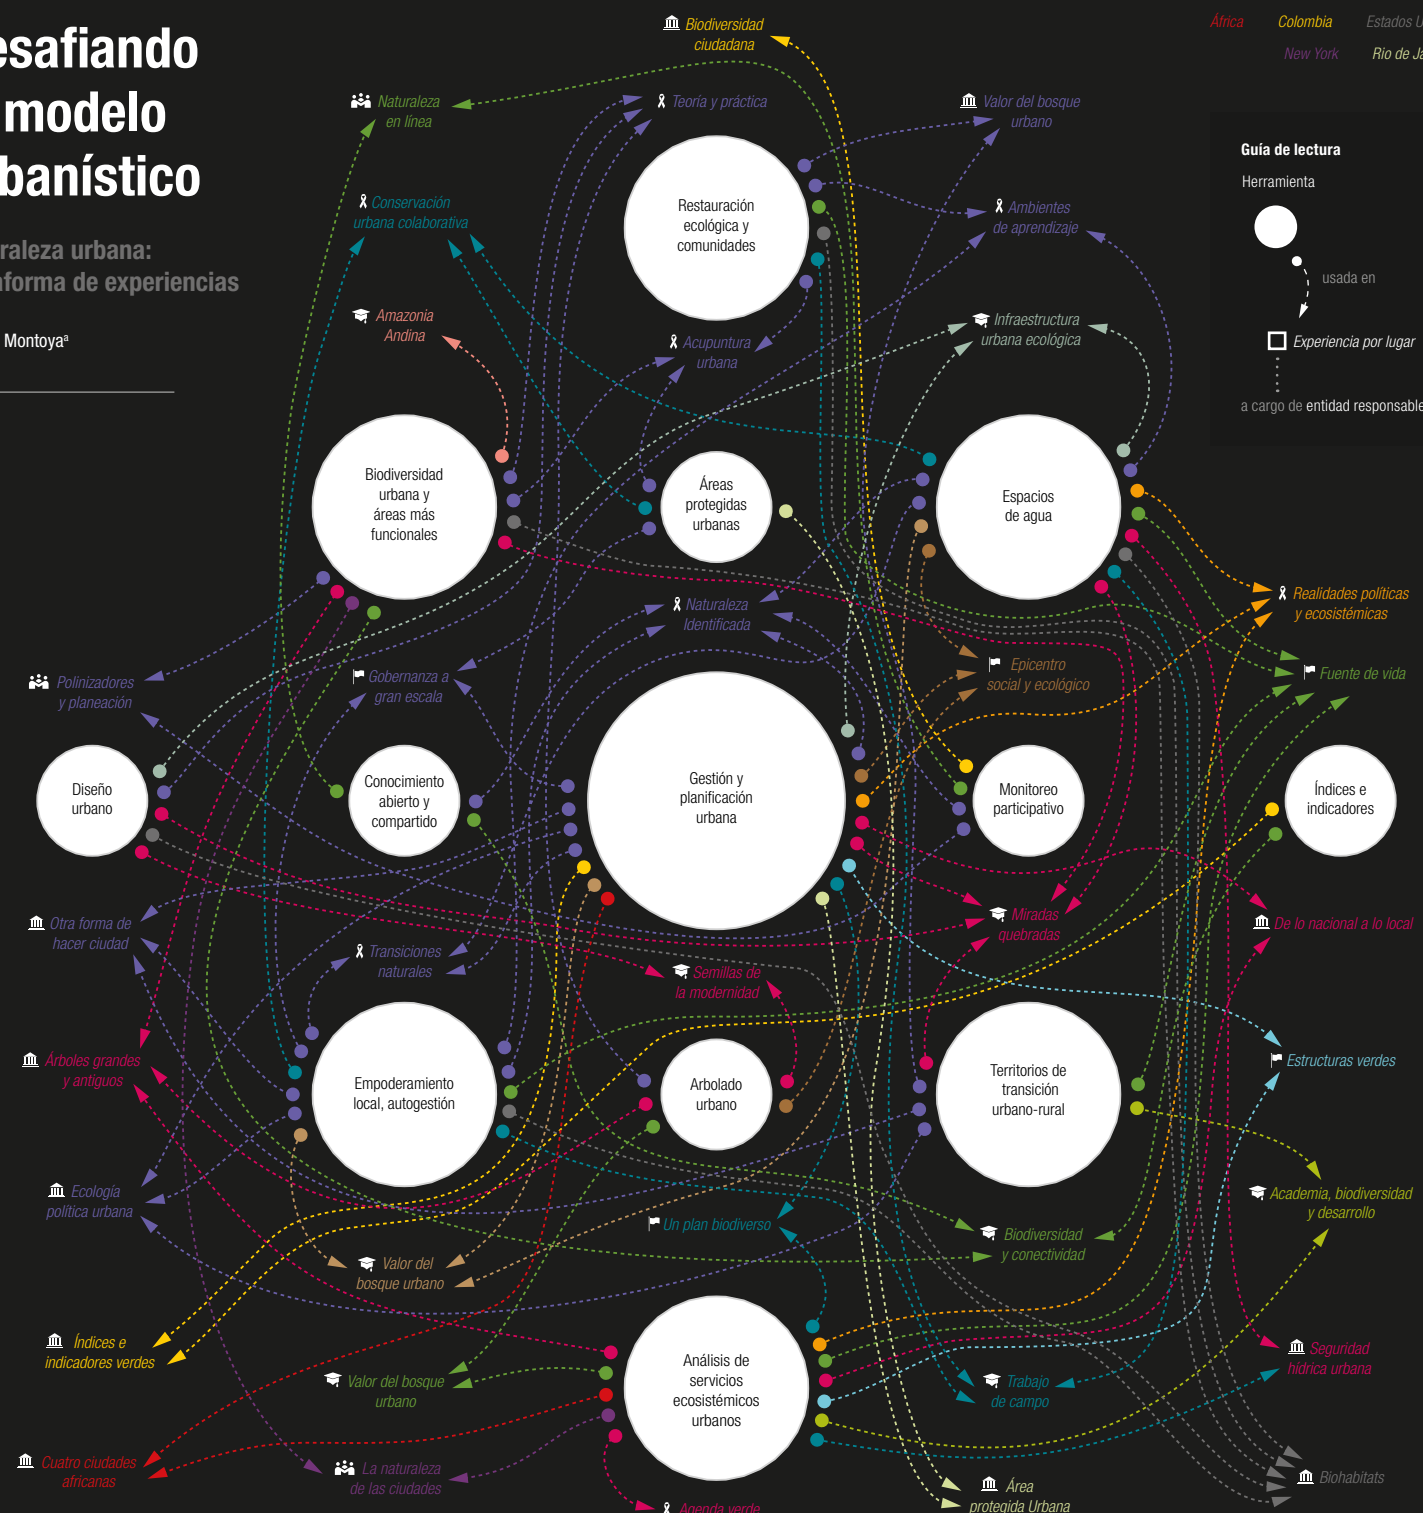 esafiando
modelo
banístico
raleza urbana:
aforma de experiencias
Montoyaª
África
Colombia
Estados U
New York
Rio de Ja
Guía de lectura
Herramienta
usada en
Experiencia por lugar
a cargo de entidad responsable
Biodiversidad
ciudadana
Naturaleza
en línea
Teoría y práctica
Valor del bosque
urbano
Conservación
urbana colaborativa
Restauración
ecológica y
comunidades
Ambientes
de aprendizaje
Amazonia
Andina
Acupuntura
urbana
Infraestructura
urbana ecológica
Biodiversidad
urbana y
áreas más
funcionales
Áreas
protegidas
urbanas
Espacios
de agua
Naturaleza
Identificada
Realidades políticas
y ecosistémicas
Polinizadores
y planeación
Gobernanza a
gran escala
Epicentro
social y ecológico
Fuente de vida
Diseño
urbano
Conocimiento
abierto y
compartido
Gestión y
planificación
urbana
Monitoreo
participativo
Índices e
indicadores
Otra forma de
hacer ciudad
Transiciones
naturales
Semillas de
la modernidad
Miradas
quebradas
De lo nacional a lo local
Árboles grandes
y antiguos
Empoderamiento
local, autogestión
Arbolado
urbano
Territorios de
transición
urbano-rural
Estructuras verdes
Ecología
política urbana
Un plan biodiverso
Biodiversidad
y conectividad
Academia, biodiversidad
y desarrollo
Valor del
bosque urbano
Índices e
indicadores verdes
Valor del bosque
urbano
Análisis de
servicios
ecosistémicos
urbanos
Trabajo
de campo
Seguridad
hídrica urbana
Cuatro ciudades
africanas
La naturaleza
de las ciudades
Área
protegida Urbana
Biohabitats
Agenda verde